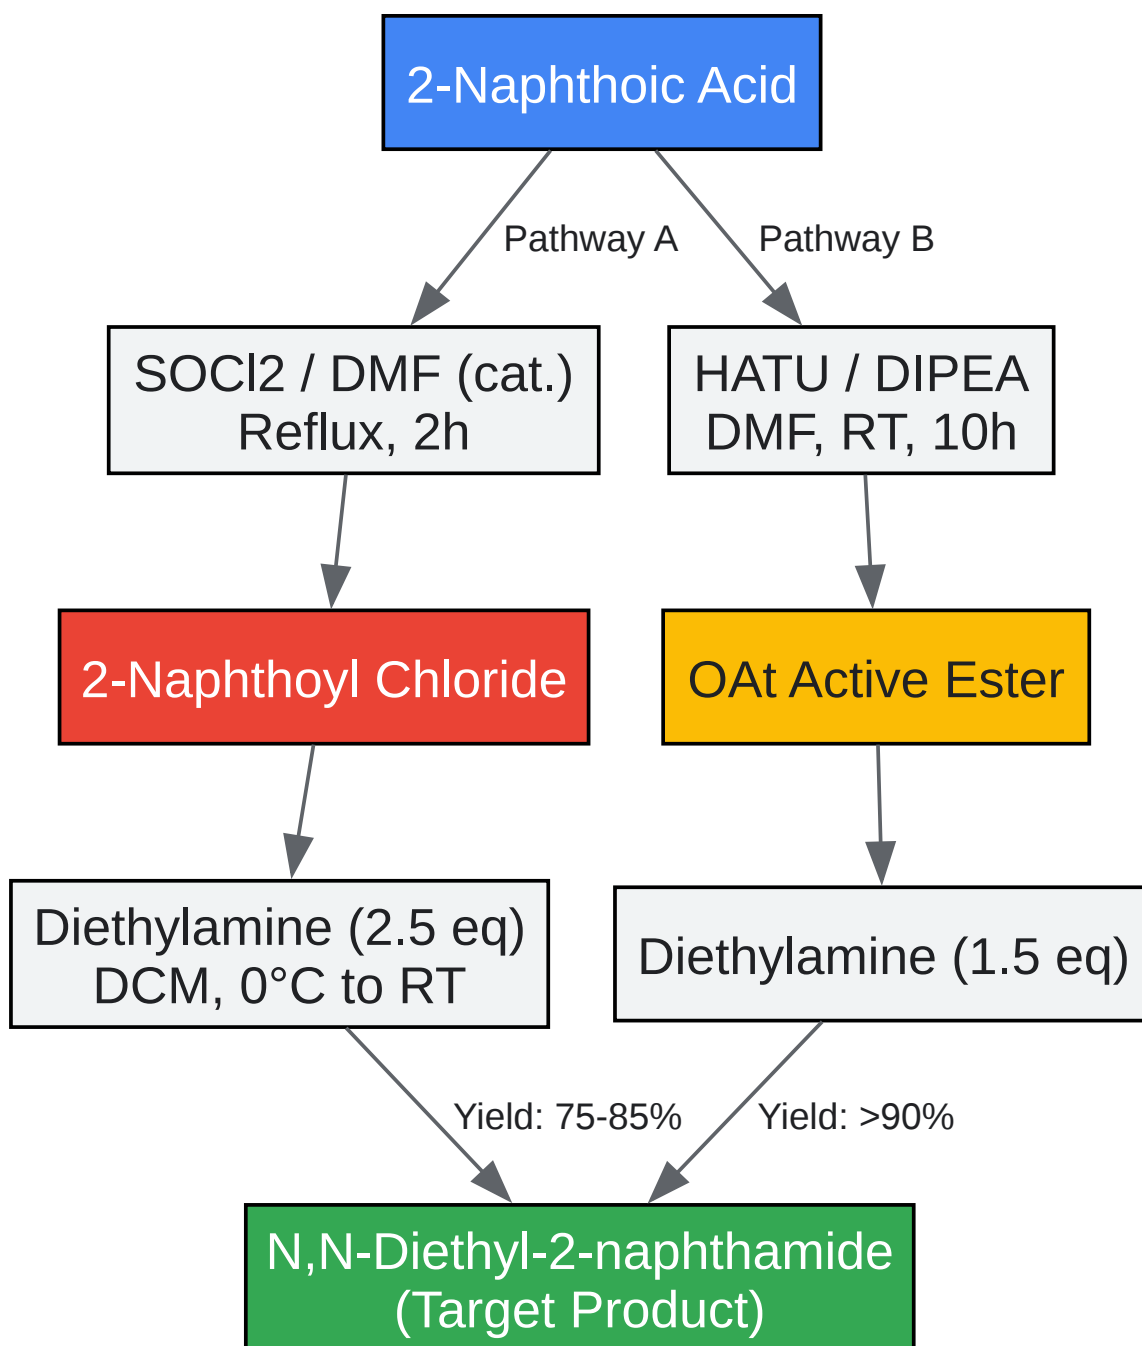 2-Naphthoic Acid
Pathway A
Pathway B
SOCl2 / DMF (cat.)
Reflux, 2h
HATU / DIPEA
DMF, RT, 10h
2-Naphthoyl Chloride
OAt Active Ester
Diethylamine (2.5 eq)
DCM, 0°C to RT
Diethylamine (1.5 eq)
Yield: 75-85%
Yield: >90%
N,N-Diethyl-2-naphthamide
(Target Product)